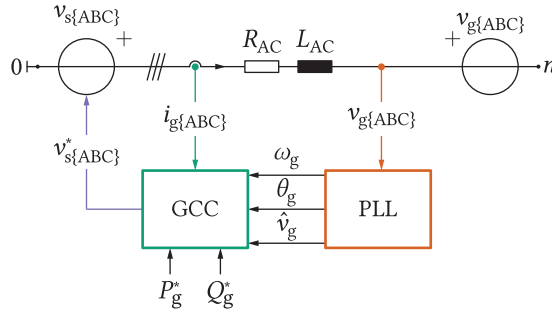 v_s{ABC}
+
R_AC
L_AC
v_g{ABC}
+
0
n
i_g{ABC}
v_g{ABC}
v*_s{ABC}
ω_g
GCC
θ_g
PLL
v̂_g
P*_g
Q*_g